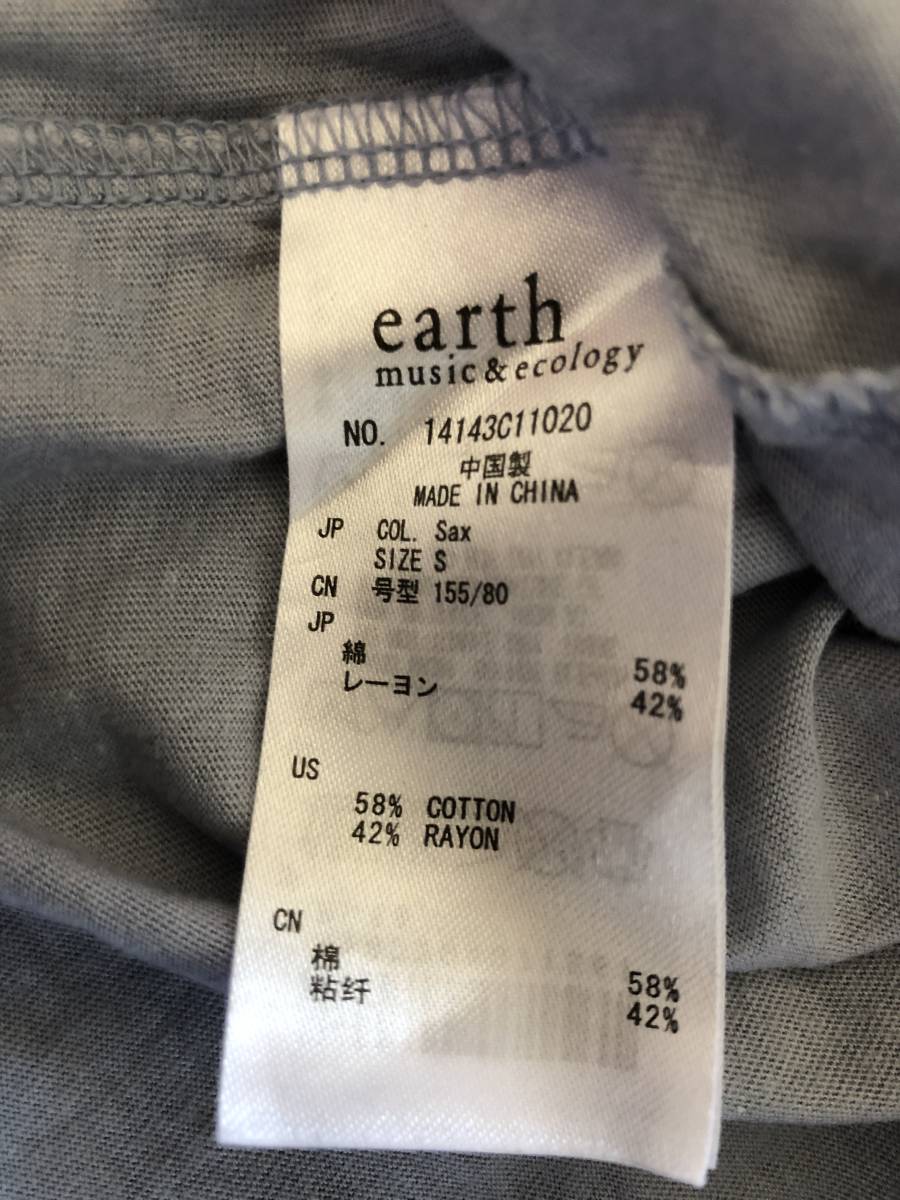 earth
music & ecology
NO. 14143C11020
中国製
MADE IN CHINA
JP COL. Sax
SIZE S
CN 号型 155/80
JP
綿 58%
レーヨン 42%
US
58% COTTON
42% RAYON
CN
棉 58%
粘纤 42%